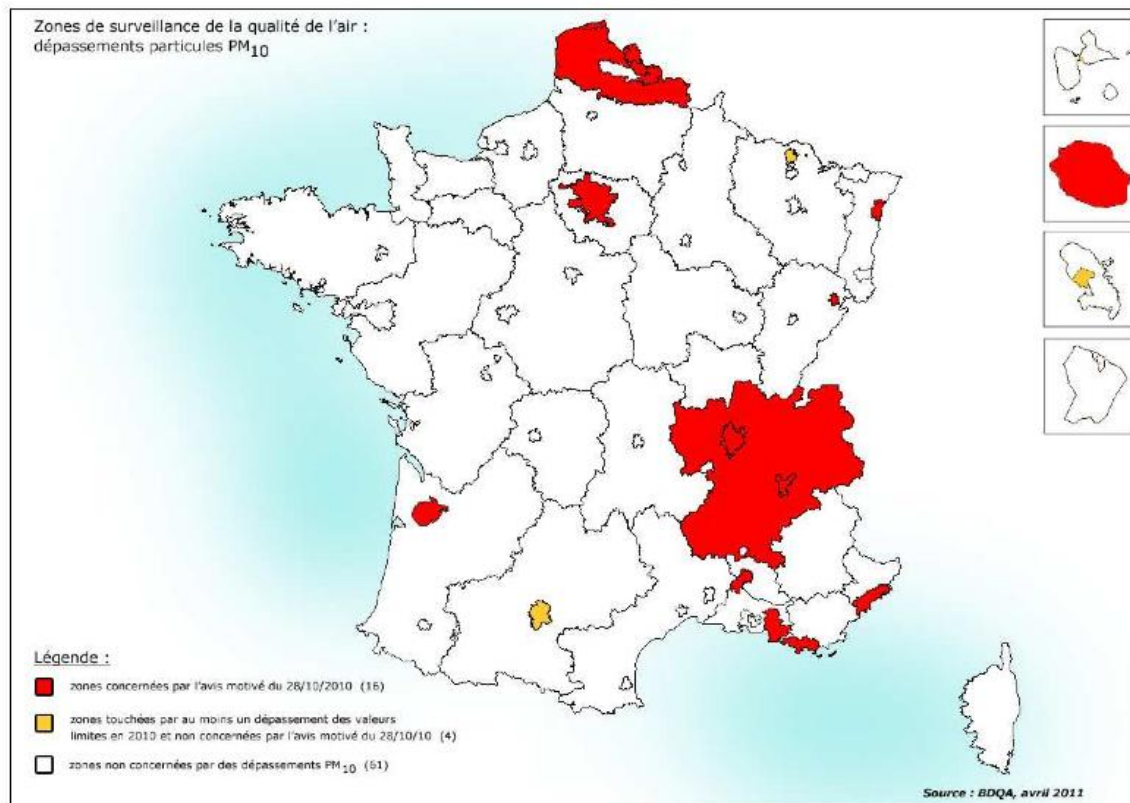 Zones de surveillance de la qualité de l'air :
dépassements particules PM10
Légende :
zones concernées par l'avis motivé du 28/10/2010 (16)
zones touchées par au moins un dépassement des valeurs
limites en 2010 et non concernées par l'avis motivé du 28/10/10 (4)
zones non concernées par des dépassements PM10 (61)
Source : BDQA, avril 2011